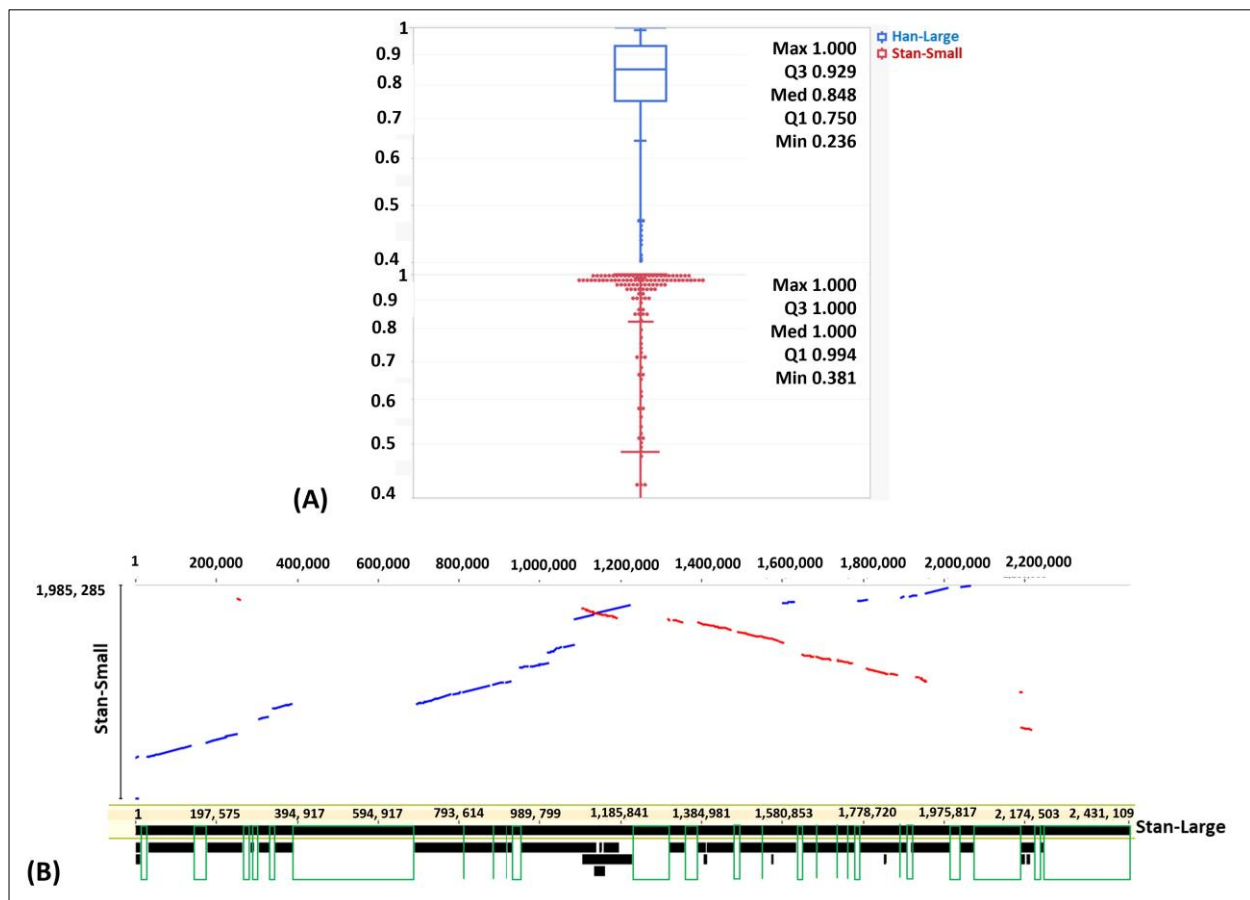 1
0.9
0.8
0.7
0.6
0.5
0.4
Max 1.000
Q3 0.929
Med 0.848
Q1 0.750
Min 0.236
Han-Large
Stan-Small
1
0.9
0.8
0.7
0.6
0.5
0.4
Max 1.000
Q3 1.000
Med 1.000
Q1 0.994
Min 0.381
(A)
1 200,000 400,000 600,000 800,000 1,000,000 1,200,000 1,400,000 1,600,000 1,800,000 2,000,000 2,200,000
1,985, 285
Stan-Small
1 197, 575 394, 917 594, 917 793, 614 989, 799 1,185,841 1,384,981 1,580,853 1,778,720 1,975,817 2,174, 503 2, 431, 109
Stan-Large
(B)